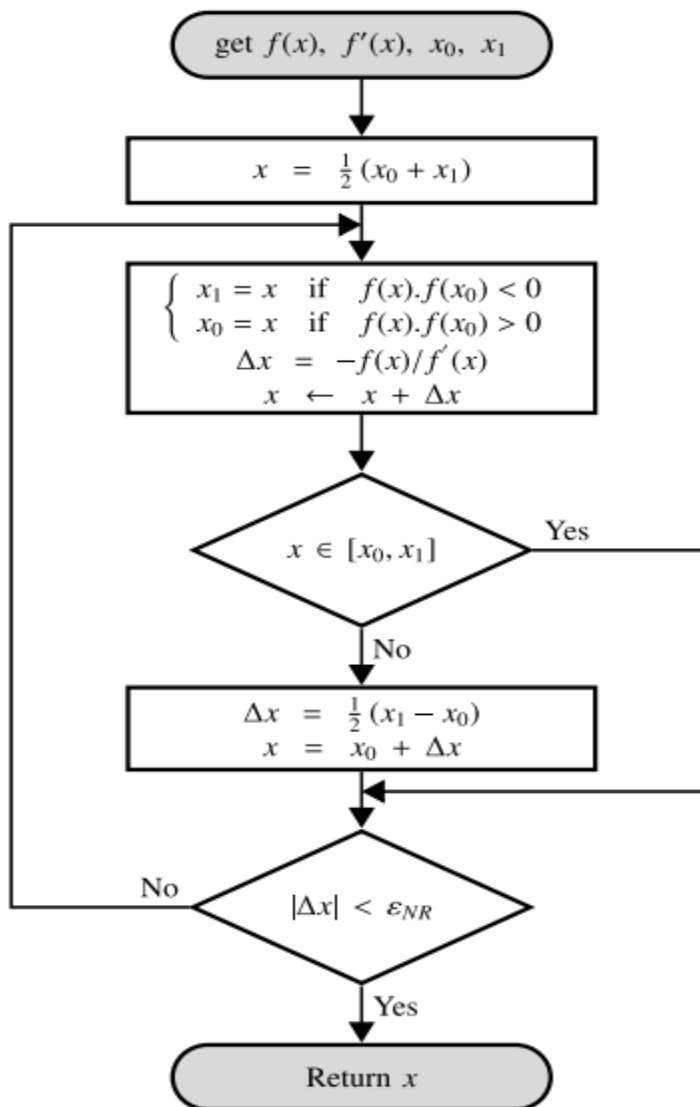 get f(x), f′(x), x₀, x₁
x = ½ (x₀ + x₁)
{ x₁ = x if f(x).f(x₀) < 0
x₀ = x if f(x).f(x₀) > 0
Δx = −f(x)/f′(x)
x ← x + Δx
x ∈ [x₀, x₁]
Yes
No
Δx = ½ (x₁ − x₀)
x = x₀ + Δx
No
|Δx| < ε_NR
Yes
Return x